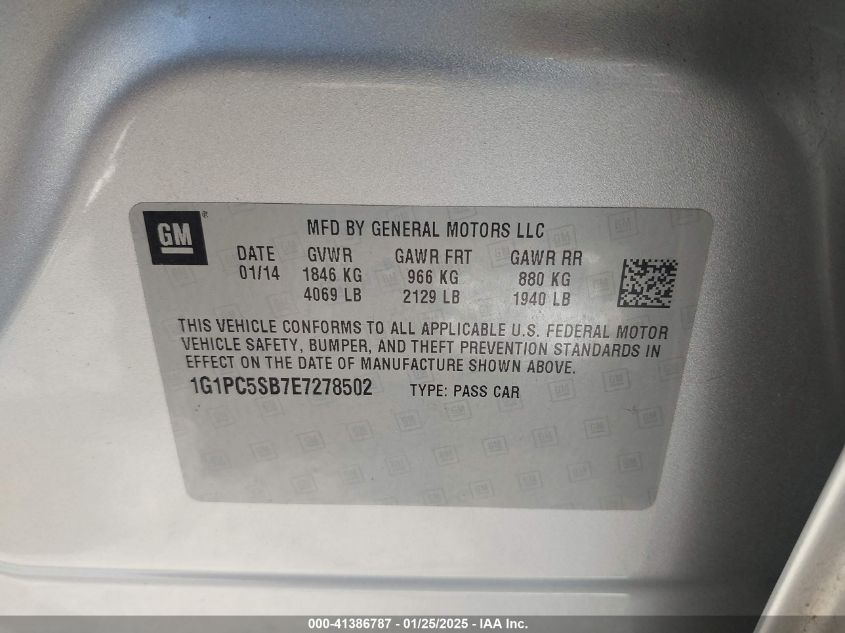 GM ®
MFD BY GENERAL MOTORS LLC
DATE GVWR GAWR FRT GAWR RR
01/14 1846 KG 966 KG 880 KG
4069 LB 2129 LB 1940 LB
THIS VEHICLE CONFORMS TO ALL APPLICABLE U.S. FEDERAL MOTOR
VEHICLE SAFETY, BUMPER, AND THEFT PREVENTION STANDARDS IN
EFFECT ON THE DATE OF MANUFACTURE SHOWN ABOVE.
1G1PC5SB7E7278502 TYPE: PASS CAR
000-41386787 - 01/25/2025 - IAA Inc.